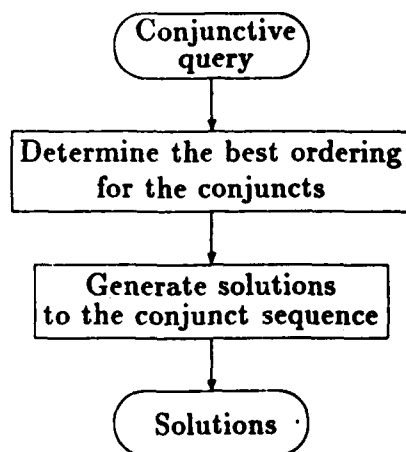 Conjunctive
query
Determine the best ordering
for the conjuncts
Generate solutions
to the conjunct sequence
Solutions